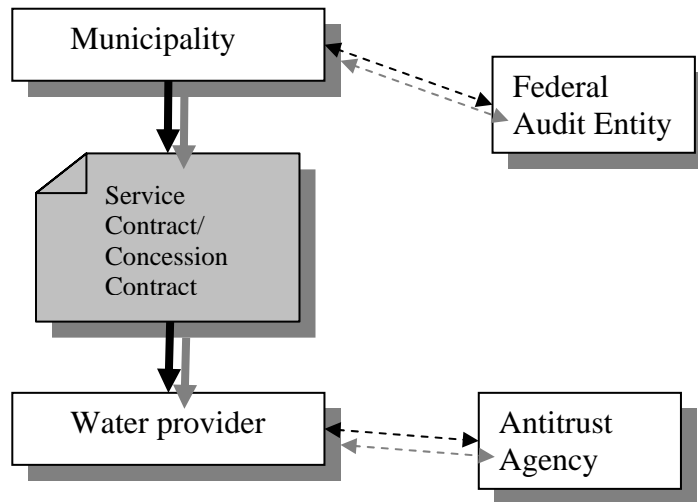 Municipality
Federal
Audit Entity
Service
Contract/
Concession
Contract
Water provider
Antitrust
Agency